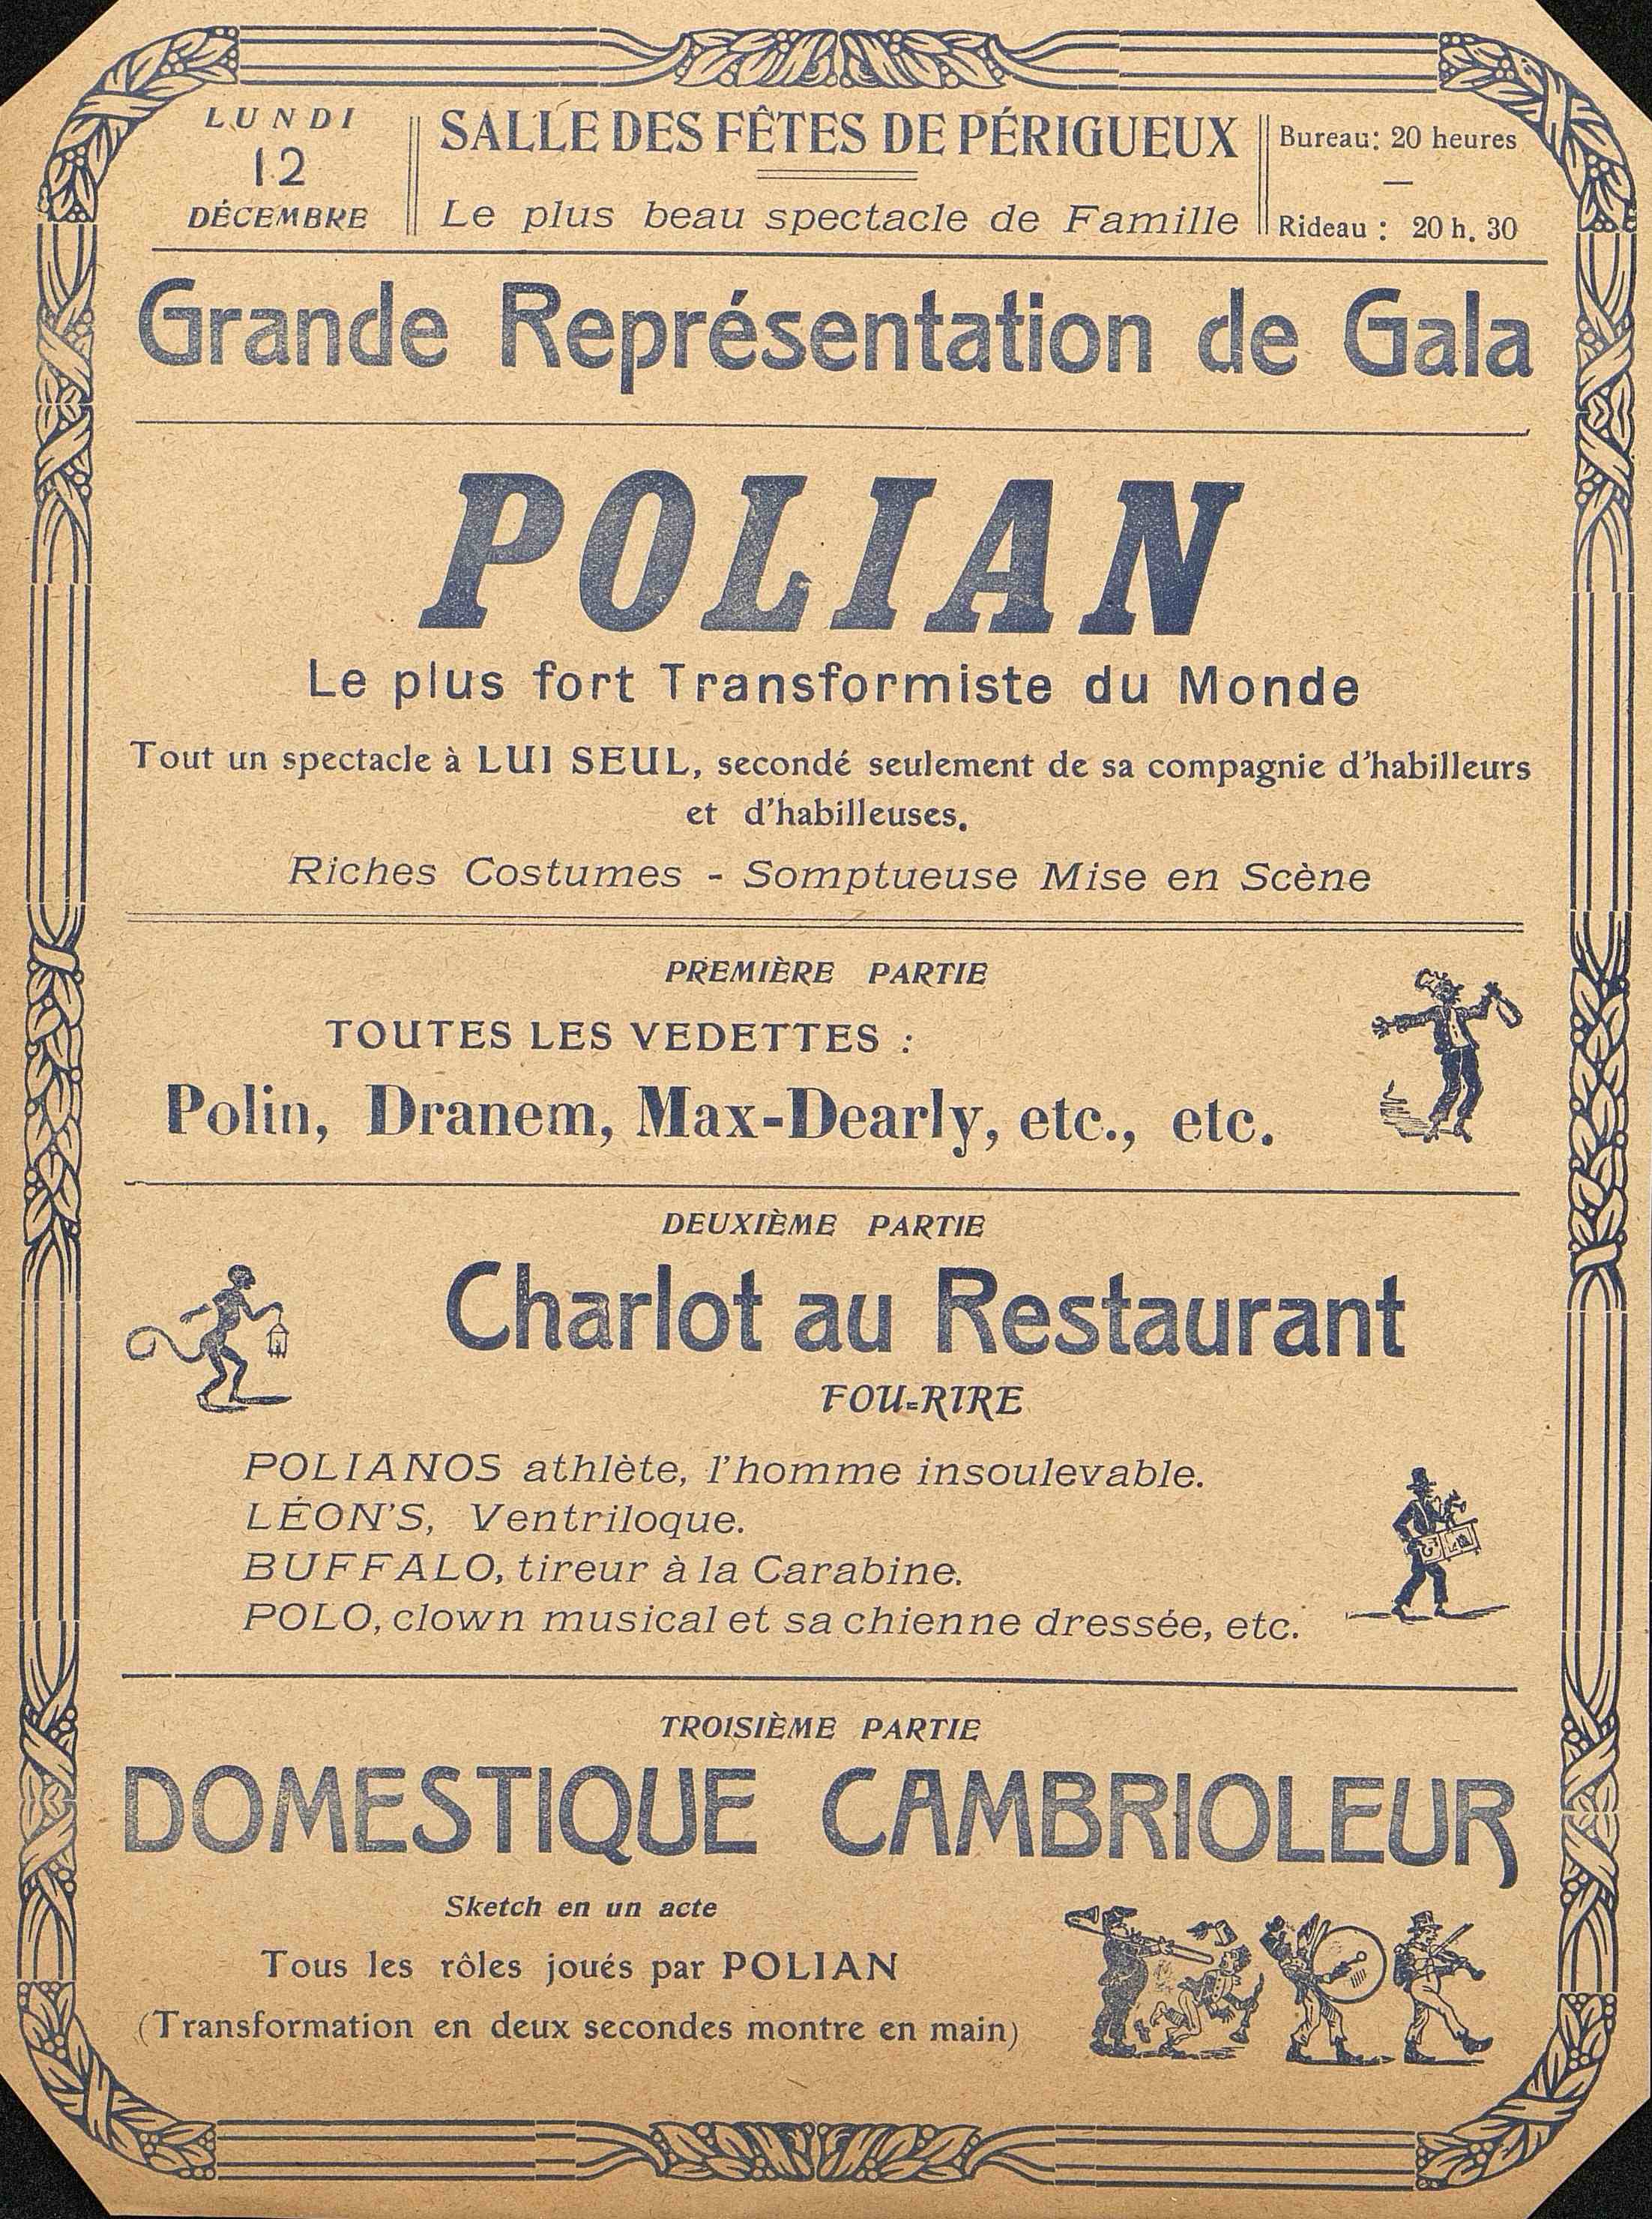 LUNDI
12
DÉCEMBRE
SALLE DES FÊTES DE PÉRIGUEUX
Le plus beau spectacle de Famille
Bureau: 20 heures
Rideau : 20 h. 30
Grande Représentation de Gala
POLIAN
Le plus fort Transformiste du Monde
Tout un spectacle à LUI SEUL, secondé seulement de sa compagnie d'habilleurs
et d'habilleuses.
Riches Costumes - Somptueuse Mise en Scène
PREMIÈRE PARTIE
TOUTES LES VEDETTES :
Polin, Dranem, Max-Dearly, etc., etc.
DEUXIÈME PARTIE
Charlot au Restaurant
FOU-RIRE
POLIANOS athlète, l'homme insoulevable.
LÉON'S, Ventriloque.
BUFFALO, tireur à la Carabine.
POLO, clown musical et sa chienne dressée, etc.
TROISIÈME PARTIE
DOMESTIQUE CAMBRIOLEUR
Sketch en un acte
Tous les rôles joués par POLIAN
(Transformation en deux secondes montre en main)